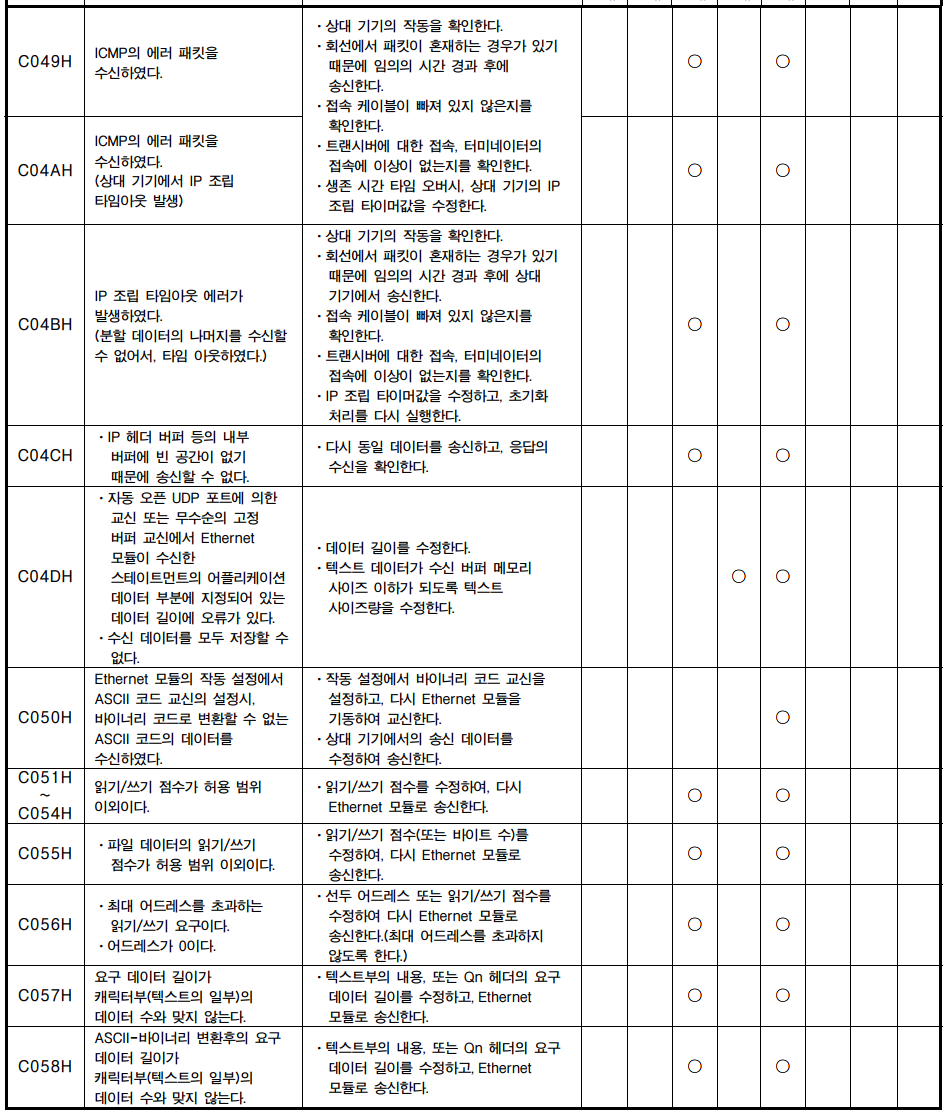 C049H
ICMP의 에러 패킷을
수신하였다.
· 상대 기기의 작동을 확인한다.
· 회선에서 패킷이 혼재하는 경우가 있기
때문에 임의의 시간 경과 후에
송신한다.
· 접속 케이블이 빠져 있지 않은지를
확인한다.
· 트랜시버에 대한 접속, 터미네이터의
접속에 이상이 없는지를 확인한다.
· 생존 시간 타임 오버시, 상대 기기의 IP
조립 타이머값을 수정한다.
○ ○
C04AH
ICMP의 에러 패킷을
수신하였다.
(상대 기기에서 IP 조립
타임아웃 발생)
○ ○
C04BH
IP 조립 타임아웃 에러가
발생하였다.
(분할 데이터의 나머지를 수신할
수 없어서, 타임 아웃하였다.)
· 상대 기기의 작동을 확인한다.
· 회선에서 패킷이 혼재하는 경우가 있기
때문에 임의의 시간 경과 후에 상대
기기에서 송신한다.
· 접속 케이블이 빠져 있지 않은지를
확인한다.
· 트랜시버에 대한 접속, 터미네이터의
접속에 이상이 없는지를 확인한다.
· IP 조립 타이머값을 수정하고, 초기화
처리를 다시 실행한다.
○ ○
C04CH
· IP 헤더 버퍼 등의 내부
버퍼에 빈 공간이 없기
때문에 송신할 수 없다.
· 다시 동일 데이터를 송신하고, 응답의
수신을 확인한다.
○ ○
C04DH
· 자동 오픈 UDP 포트에 의한
교신 또는 무수순의 고정
버퍼 교신에서 Ethernet
모듈이 수신한
스테이트먼트의 어플리케이션
데이터 부분에 지정되어 있는
데이터 길이에 오류가 있다.
· 수신 데이터를 모두 저장할 수
없다.
· 데이터 길이를 수정한다.
· 텍스트 데이터가 수신 버퍼 메모리
사이즈 이하가 되도록 텍스트
사이즈량을 수정한다.
○ ○
C050H
Ethernet 모듈의 작동 설정에서
ASCII 코드 교신의 설정시,
바이너리 코드로 변환할 수 없는
ASCII 코드의 데이터를
수신하였다.
· 작동 설정에서 바이너리 코드 교신을
설정하고, 다시 Ethernet 모듈을
기동하여 교신한다.
· 상대 기기에서의 송신 데이터를
수정하여 송신한다.
○
C051H
~
C054H
읽기/쓰기 점수가 허용 범위
이외이다.
· 읽기/쓰기 점수를 수정하여, 다시
Ethernet 모듈로 송신한다.
○ ○
C055H
· 파일 데이터의 읽기/쓰기
점수가 허용 범위 이외이다.
· 읽기/쓰기 점수(또는 바이트 수)를
수정하여, 다시 Ethernet 모듈로
송신한다.
○ ○
C056H
· 최대 어드레스를 초과하는
읽기/쓰기 요구이다.
· 어드레스가 0이다.
· 선두 어드레스 또는 읽기/쓰기 점수를
수정하여 다시 Ethernet 모듈로
송신한다.(최대 어드레스를 초과하지
않도록 한다.)
○ ○
C057H
요구 데이터 길이가
캐릭터부(텍스트의 일부)의
데이터 수와 맞지 않는다.
· 텍스트부의 내용, 또는 Qn 헤더의 요구
데이터 길이를 수정하고, Ethernet
모듈로 송신한다.
○ ○
C058H
ASCII-바이너리 변환후의 요구
데이터 길이가
캐릭터부(텍스트의 일부)의
데이터 수와 맞지 않는다.
· 텍스트부의 내용, 또는 Qn 헤더의 요구
데이터 길이를 수정하고, Ethernet
모듈로 송신한다.
○ ○